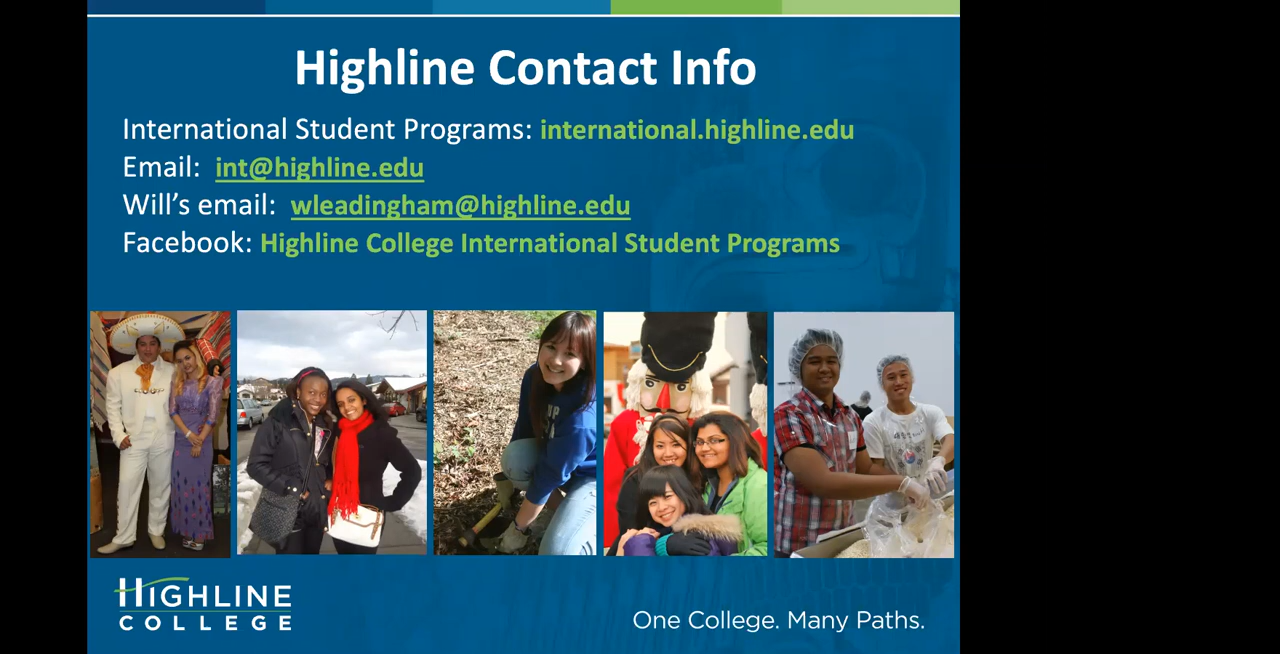 Highline Contact Info
International Student Programs: international.highline.edu
Email: int@highline.edu
Will's email: wleadingham@highline.edu
Facebook: Highline College International Student Programs
HIGHLINE
COLLEGE
One College. Many Paths.